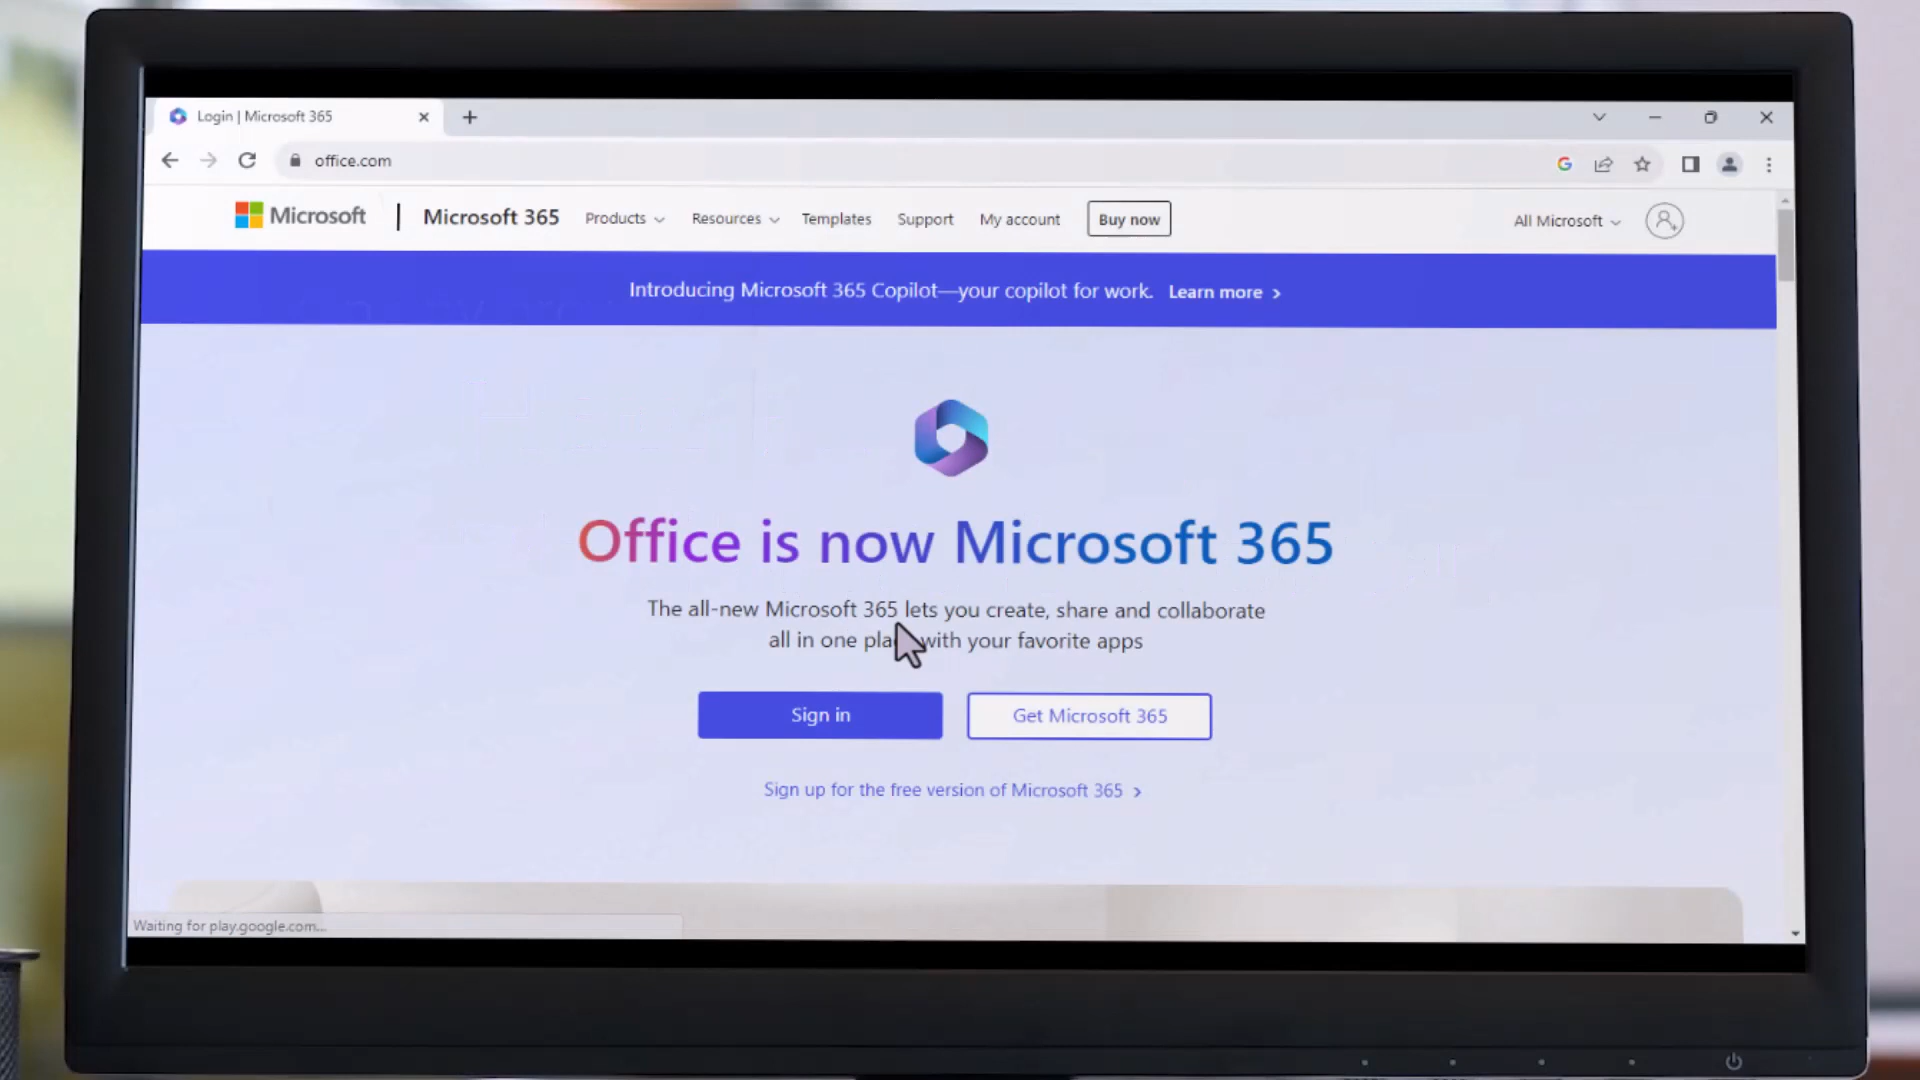 Login | Microsoft 365
office.com
Microsoft | Microsoft 365 Products Resources Templates Support My account Buy now All Microsoft
Introducing Microsoft 365 Copilot—your copilot for work. Learn more >
Office is now Microsoft 365
The all-new Microsoft 365 lets you create, share and collaborate
all in one place with your favorite apps
Sign in Get Microsoft 365
Sign up for the free version of Microsoft 365 >
Waiting for play.google.com...